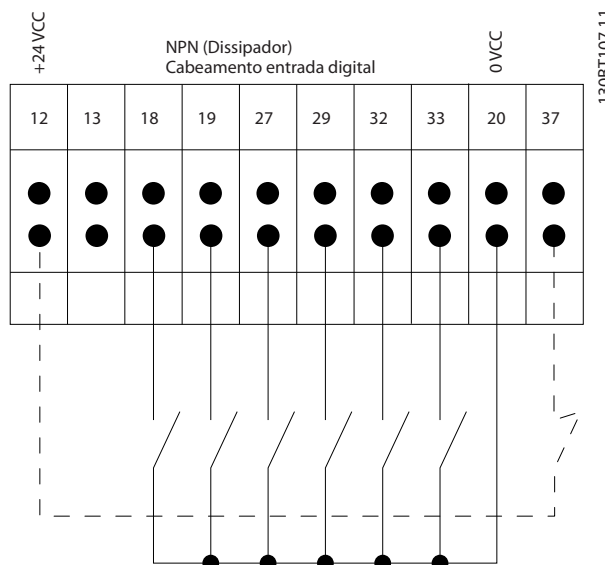 +24 VCC
NPN (Dissipador)
Cabeamento entrada digital
0 VCC
130BT107.11
12 13 18 19 27 29 32 33 20 37